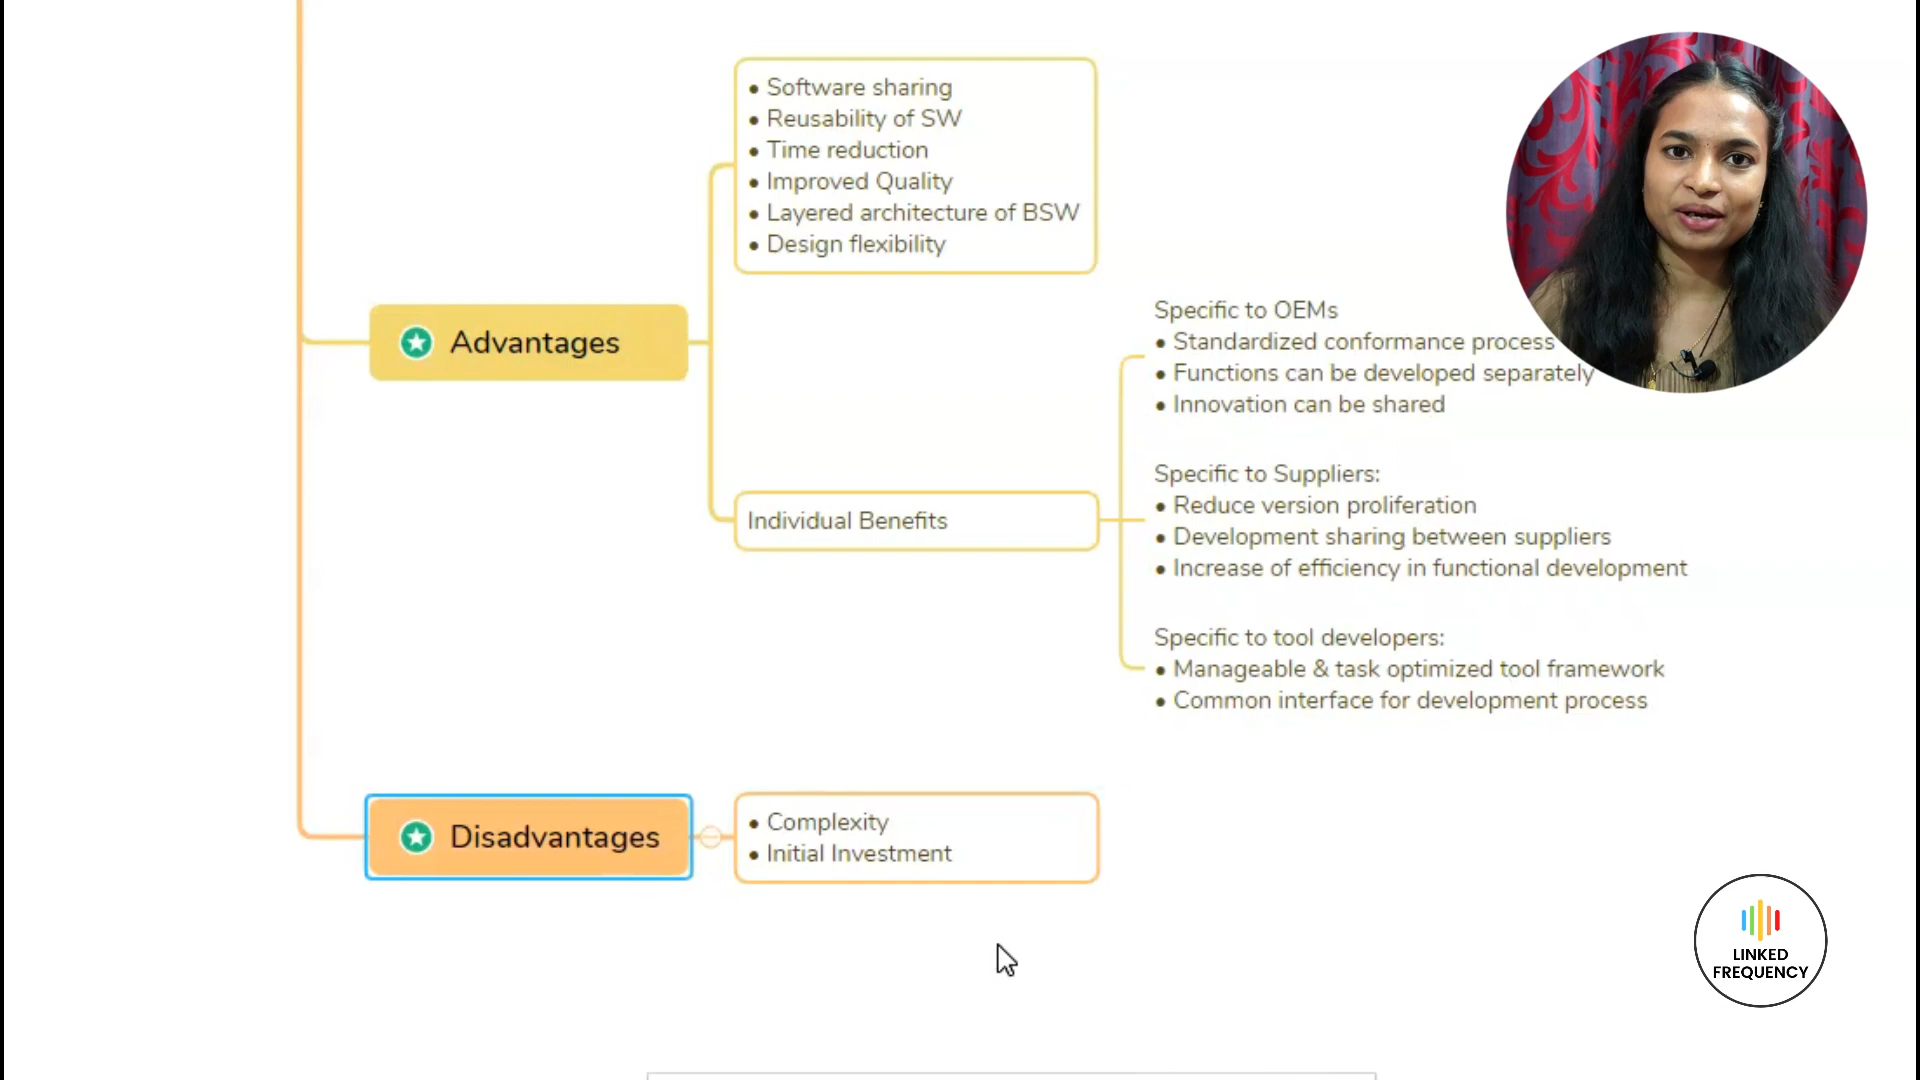 • Software sharing
• Reusability of SW
• Time reduction
• Improved Quality
• Layered architecture of BSW
• Design flexibility
Advantages
Individual Benefits
Specific to OEMs
• Standardized conformance process
• Functions can be developed separately
• Innovation can be shared
Specific to Suppliers:
• Reduce version proliferation
• Development sharing between suppliers
• Increase of efficiency in functional development
Specific to tool developers:
• Manageable & task optimized tool framework
• Common interface for development process
Disadvantages
• Complexity
• Initial Investment
LINKED
FREQUENCY